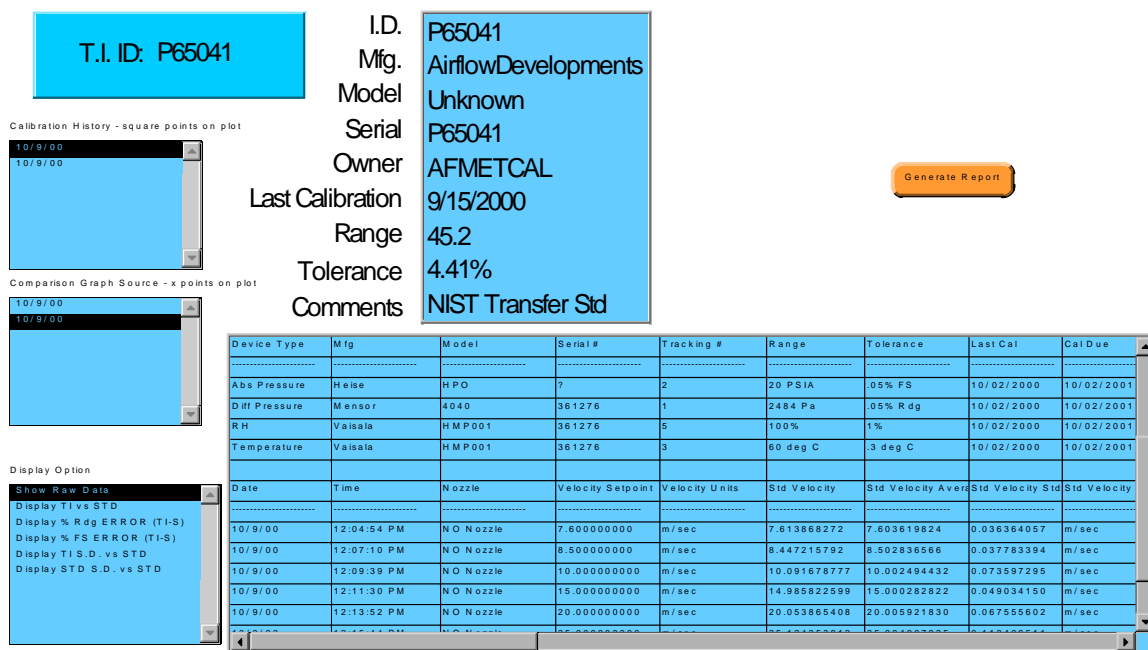 T.I. ID: P65041
I.D. P65041
Mfg. AirflowDevelopments
Model Unknown
Serial P65041
Owner AFMETCAL
Last Calibration 9/15/2000
Range 45.2
Tolerance 4.41%
Comments NIST Transfer Std
Generate Report
Calibration History - square points on plot
10/9/00
10/9/00
Comparison Graph Source - x points on plot
10/9/00
10/9/00
Display Option
Show Raw Data
Display TI vs STD
Display % Rdg ERROR (TI-S)
Display % FS ERROR (TI-S)
Display TI S.D. vs STD
Display STD S.D. vs STD
Device Type Mfg Model Serial # Tracking # Range Tolerance Last Cal Cal Due
Abs Pressure Heise HPO ? 2 20 PSIA .05% FS 10/02/2000 10/02/2001
Diff Pressure Mensor 4040 361276 1 2484 Pa .05% Rdg 10/02/2000 10/02/2001
RH Vaisala HMP001 361276 5 100% 1% 10/02/2000 10/02/2001
Temperature Vaisala HMP001 361276 3 60 deg C .3 deg C 10/02/2000 10/02/2001
Date Time Nozzle Velocity Setpoint Velocity Units Std Velocity Std Velocity Avera Std Velocity Std Std Velocity
10/9/00 12:04:54 PM NO Nozzle 7.600000000 m/sec 7.613868272 7.603619824 0.036364057 m/sec
10/9/00 12:07:10 PM NO Nozzle 8.500000000 m/sec 8.447215792 8.502836566 0.037783394 m/sec
10/9/00 12:09:39 PM NO Nozzle 10.000000000 m/sec 10.091678777 10.002494432 0.073597295 m/sec
10/9/00 12:11:30 PM NO Nozzle 15.000000000 m/sec 14.985822599 15.000282822 0.049034150 m/sec
10/9/00 12:13:52 PM NO Nozzle 20.000000000 m/sec 20.053865408 20.005921830 0.067555602 m/sec